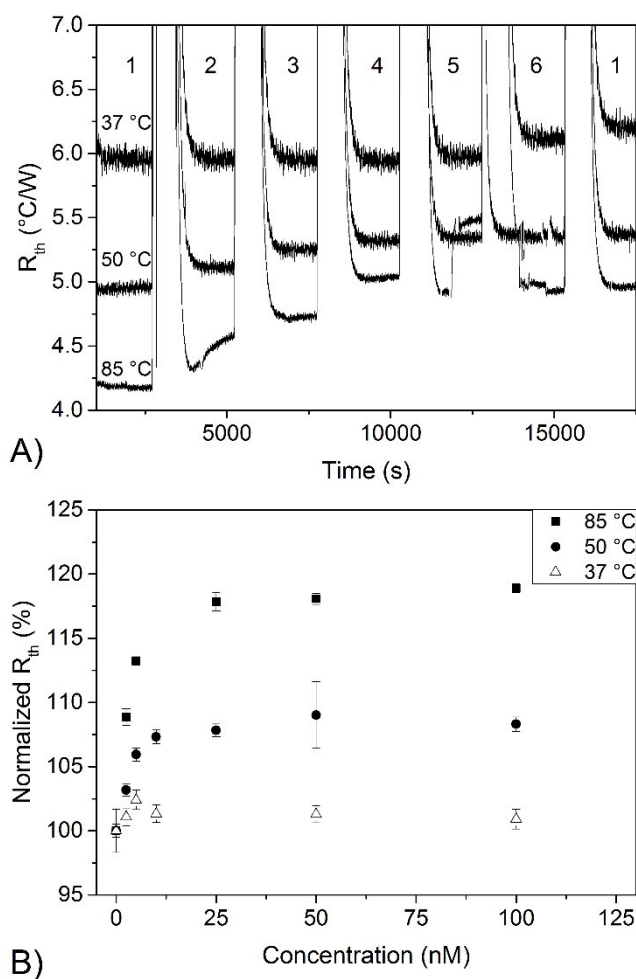 7.0
6.5
6.0
5.5
5.0
4.5
4.0
R_th (°C/W)
1 2 3 4 5 6 1
37 °C
50 °C
85 °C
5000 10000 15000
Time (s)
A)
125
120
115
110
105
100
95
Normalized R_th (%)
85 °C
50 °C
37 °C
0 25 50 75 100 125
Concentration (nM)
B)